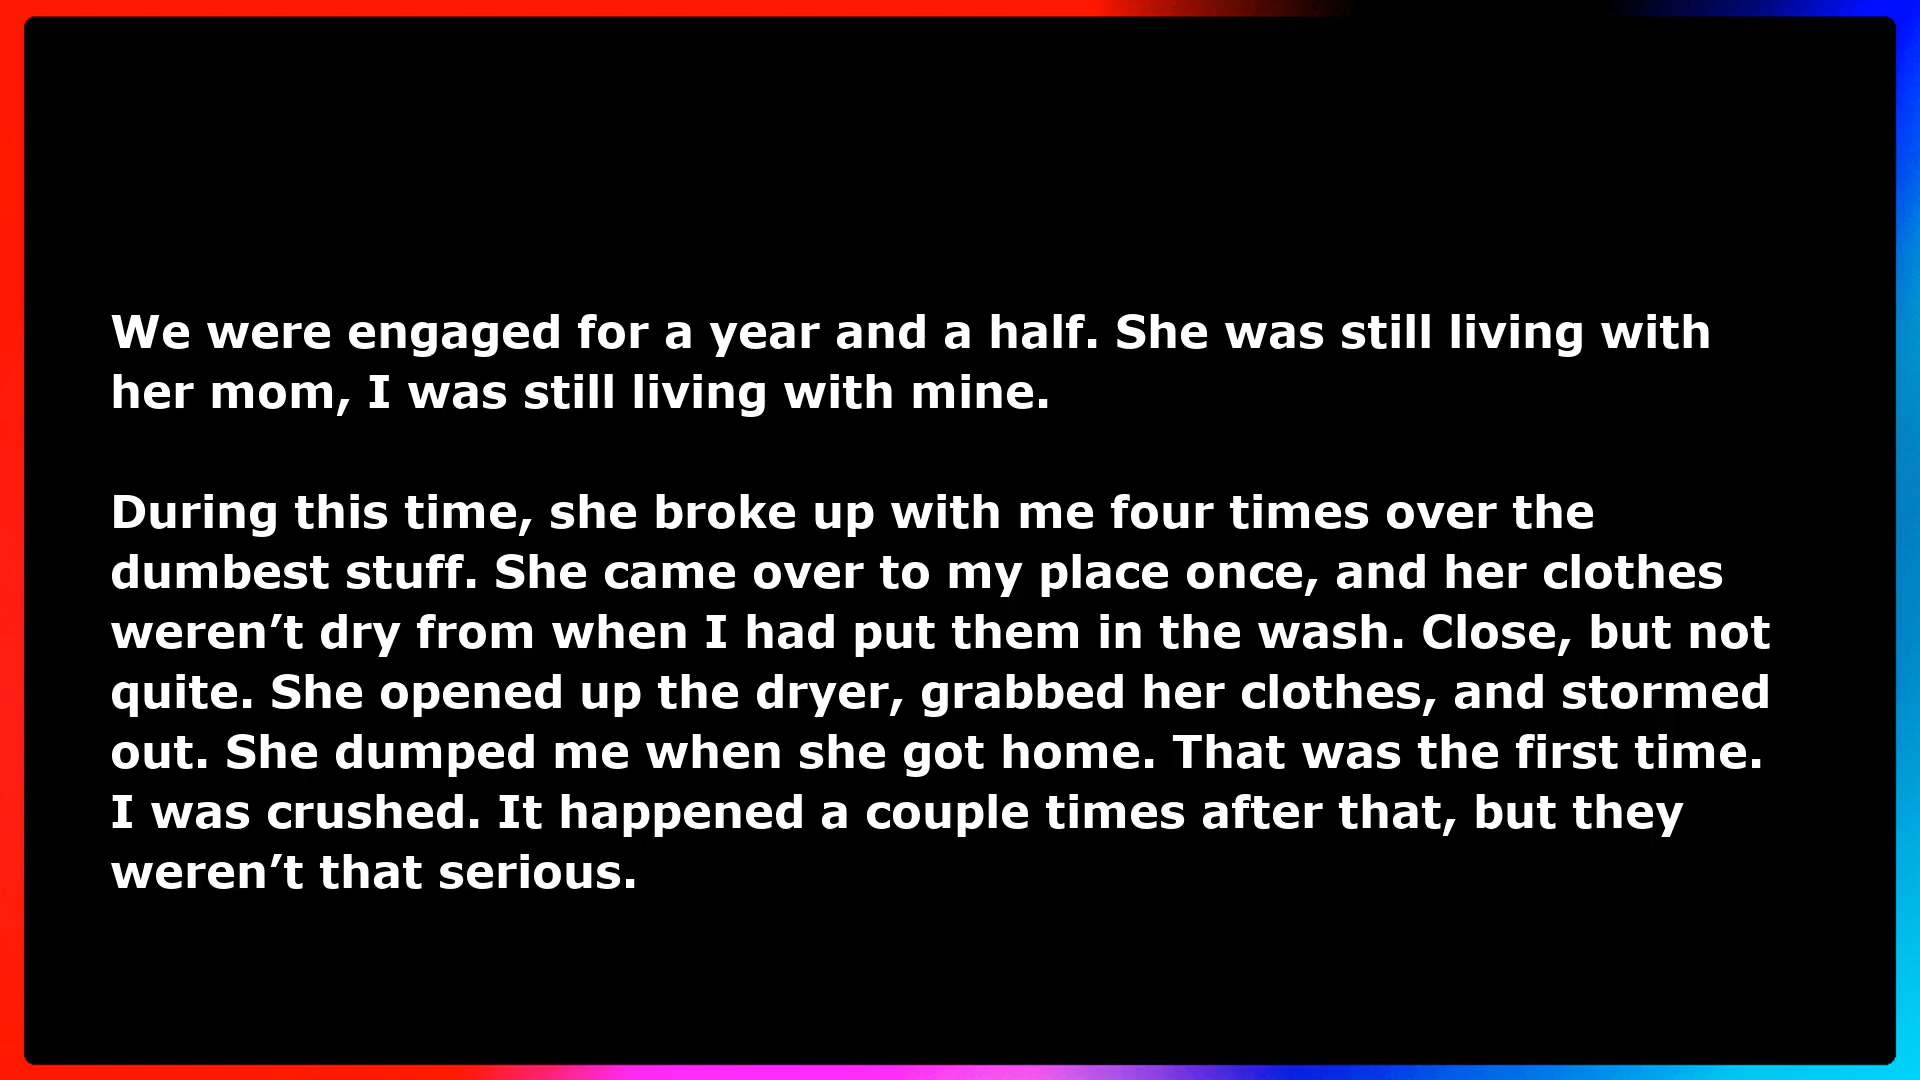 We were engaged for a year and a half. She was still living with
her mom, I was still living with mine.
During this time, she broke up with me four times over the
dumbest stuff. She came over to my place once, and her clothes
weren’t dry from when I had put them in the wash. Close, but not
quite. She opened up the dryer, grabbed her clothes, and stormed
out. She dumped me when she got home. That was the first time.
I was crushed. It happened a couple times after that, but they
weren’t that serious.